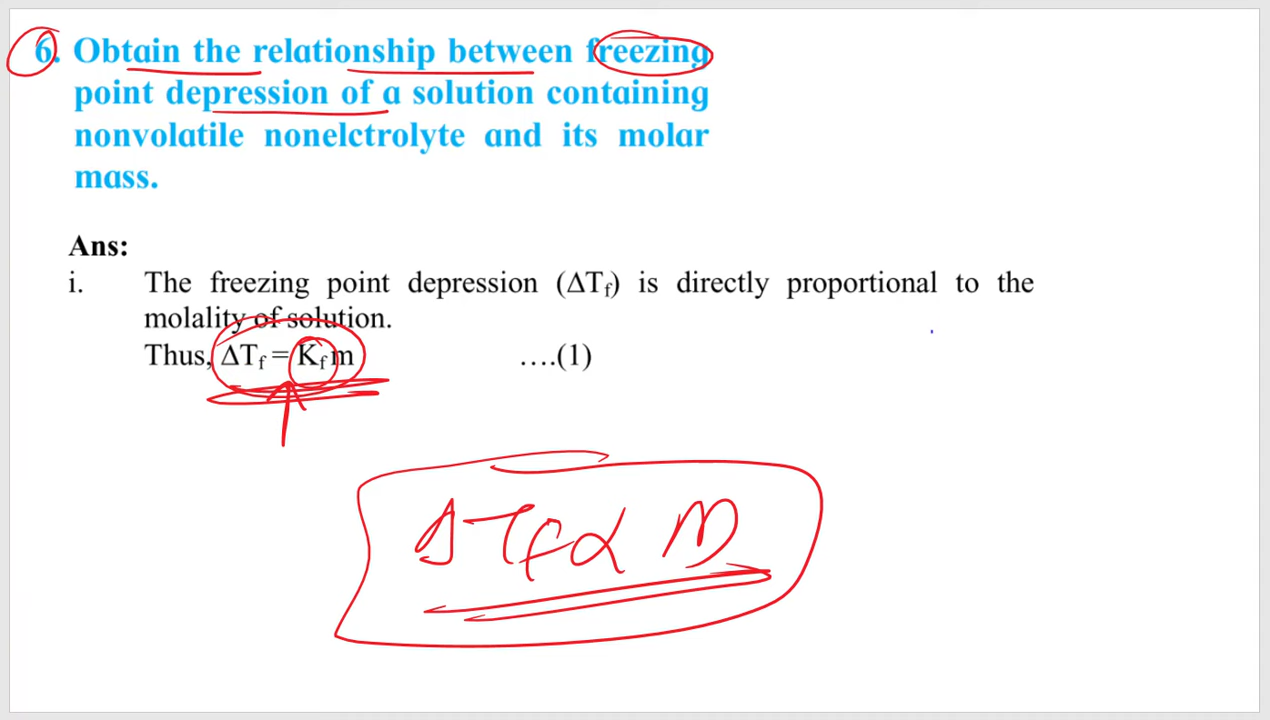 6. Obtain the relationship between freezing
point depression of a solution containing
nonvolatile nonelctrolyte and its molar
mass.
Ans:
i. The freezing point depression (ΔTf) is directly proportional to the
molality of solution.
Thus, ΔTf = Kfm ....(1)
ΔTf ∝ m